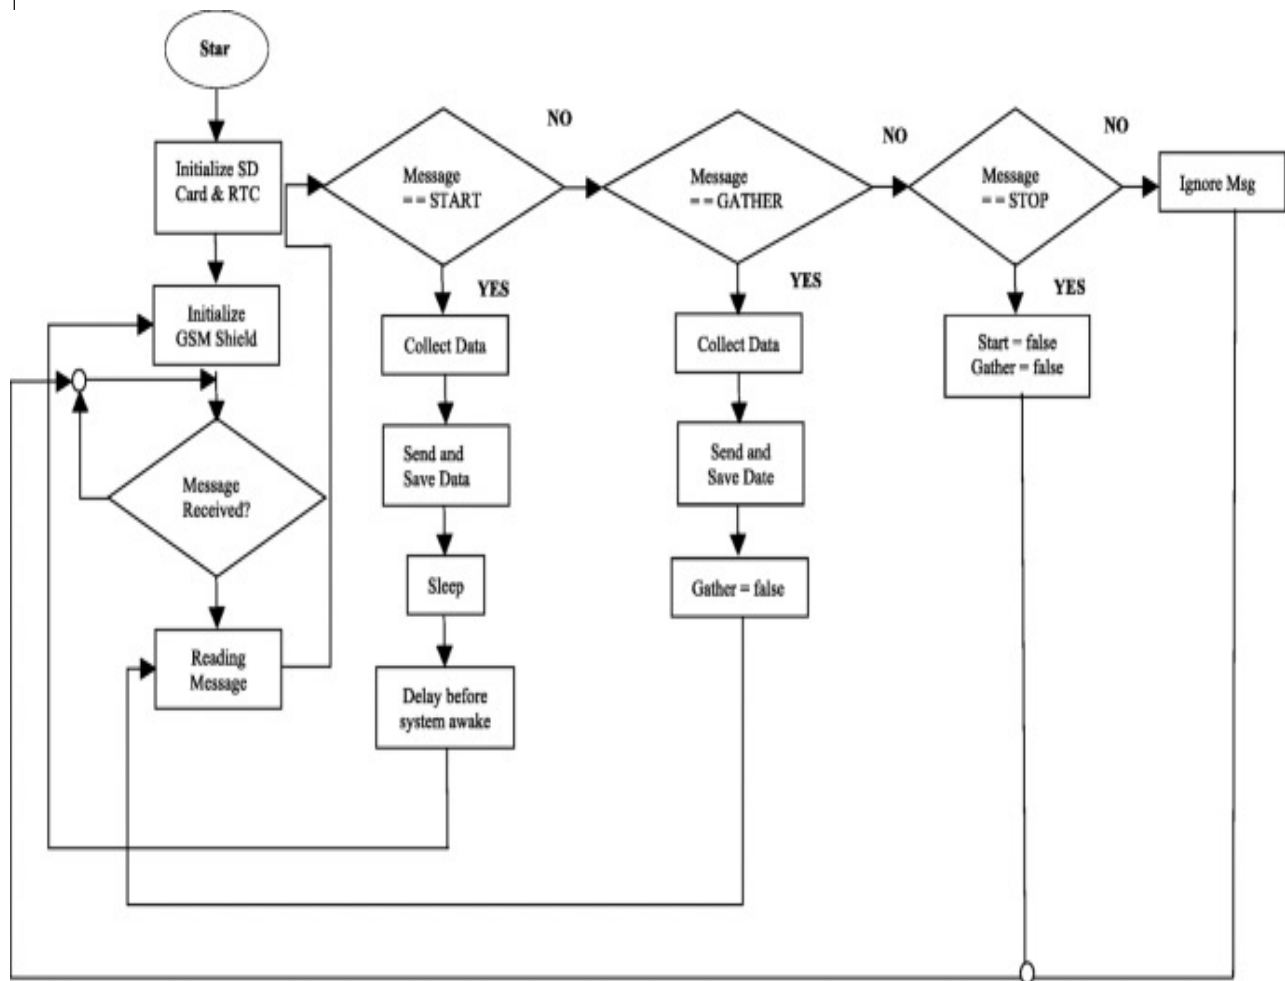 Star
Initialize SD
Card & RTC
Initialize
GSM Shield
Message
Received?
Reading
Message
Message
= = START
NO
YES
Collect Data
Send and
Save Data
Sleep
Delay before
system awake
Message
= = GATHER
NO
YES
Collect Data
Send and
Save Date
Gather = false
Message
= = STOP
NO
YES
Start = false
Gather = false
Ignore Msg